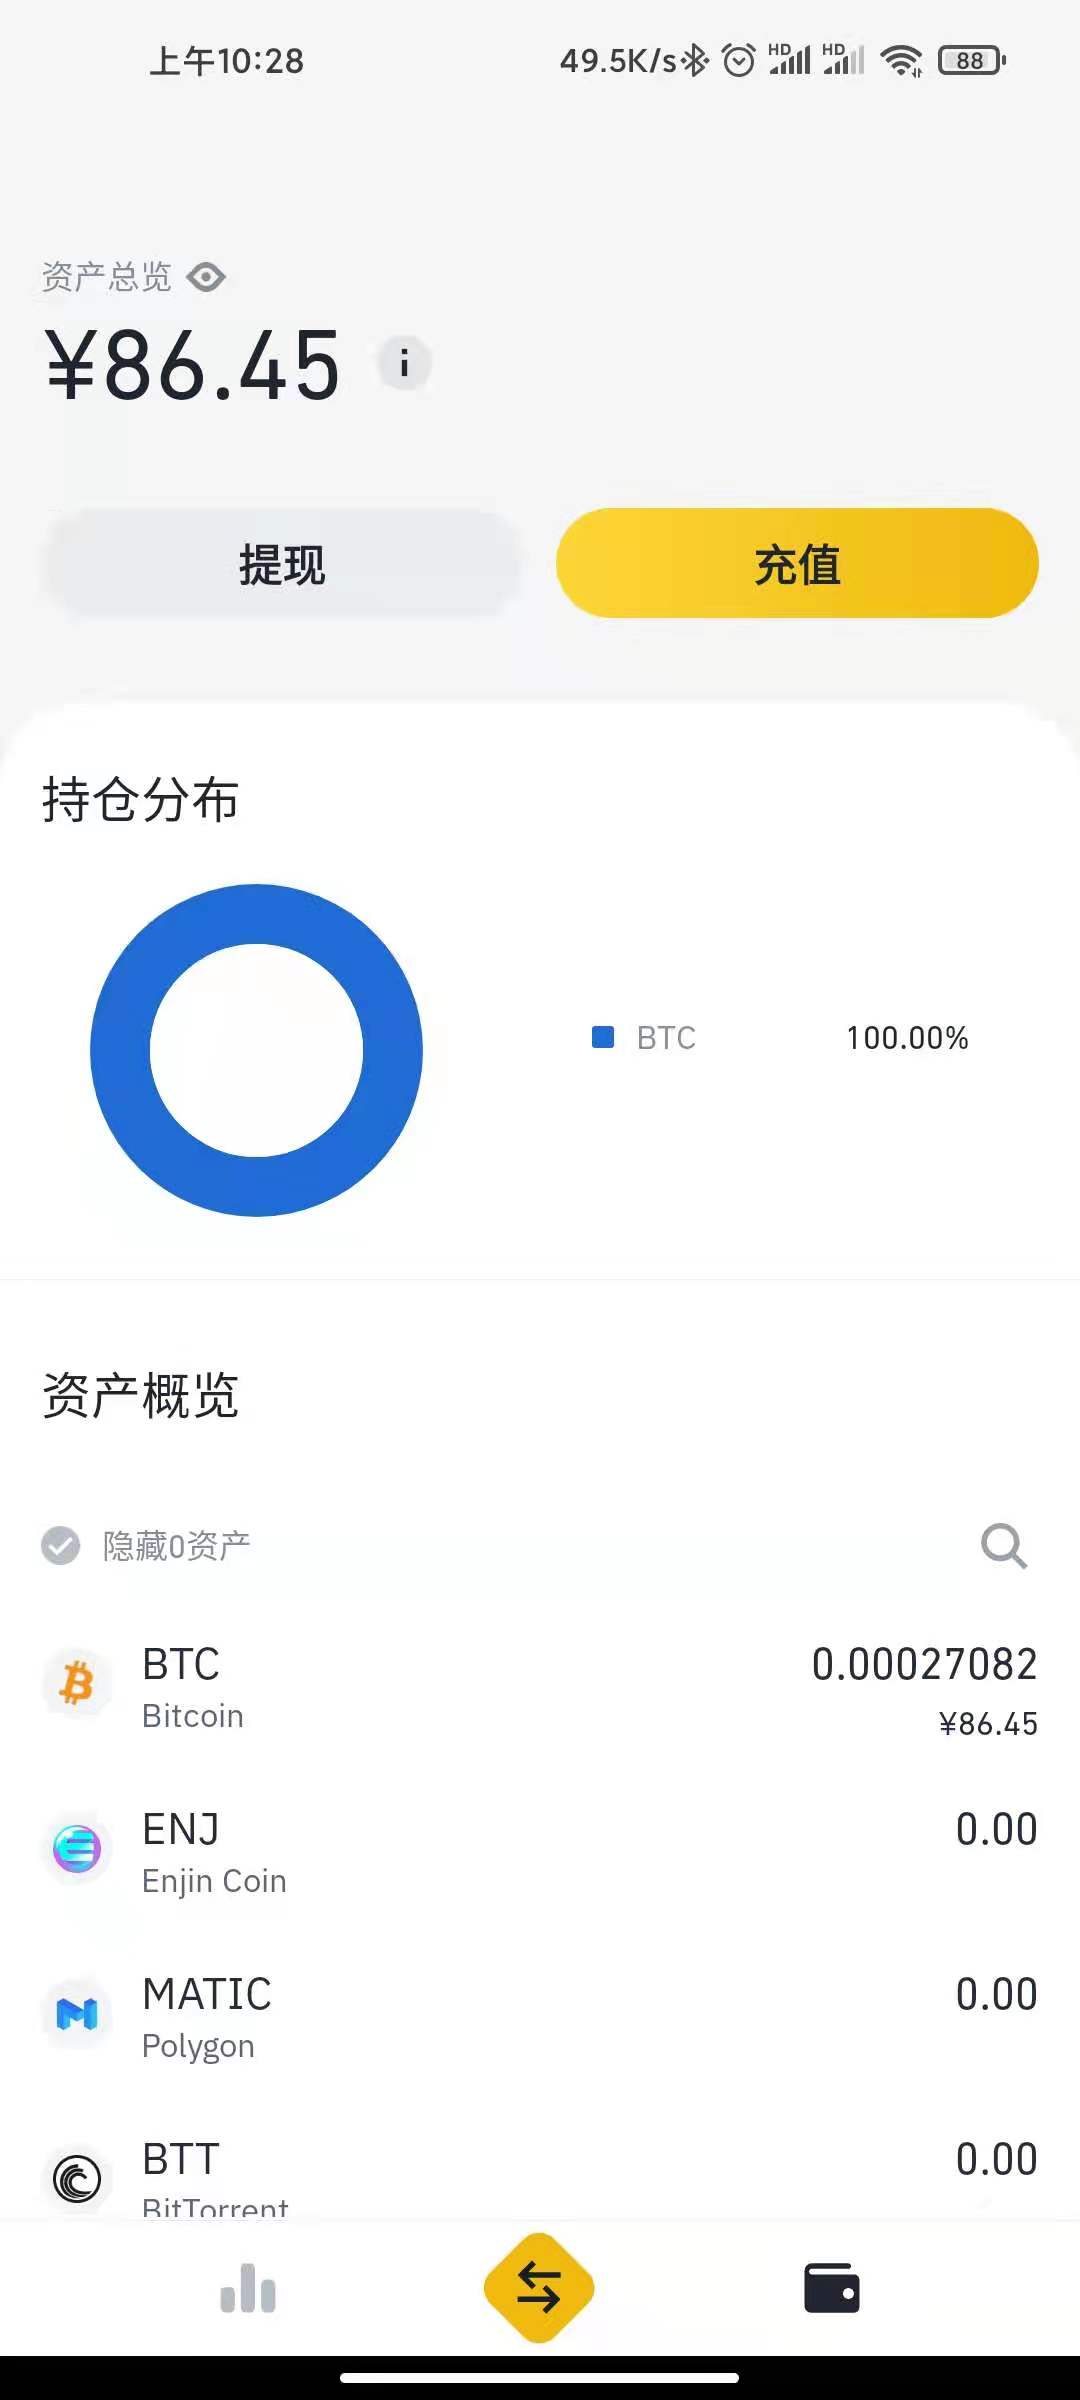 上午10:28
49.5K/s HD HD 88
资产总览
¥86.45 i
提现 充值
持仓分布
BTC 100.00%
资产概览
隐藏0资产
BTC 0.00027082
Bitcoin ¥86.45
ENJ 0.00
Enjin Coin
MATIC 0.00
Polygon
BTT 0.00
BitTorrent